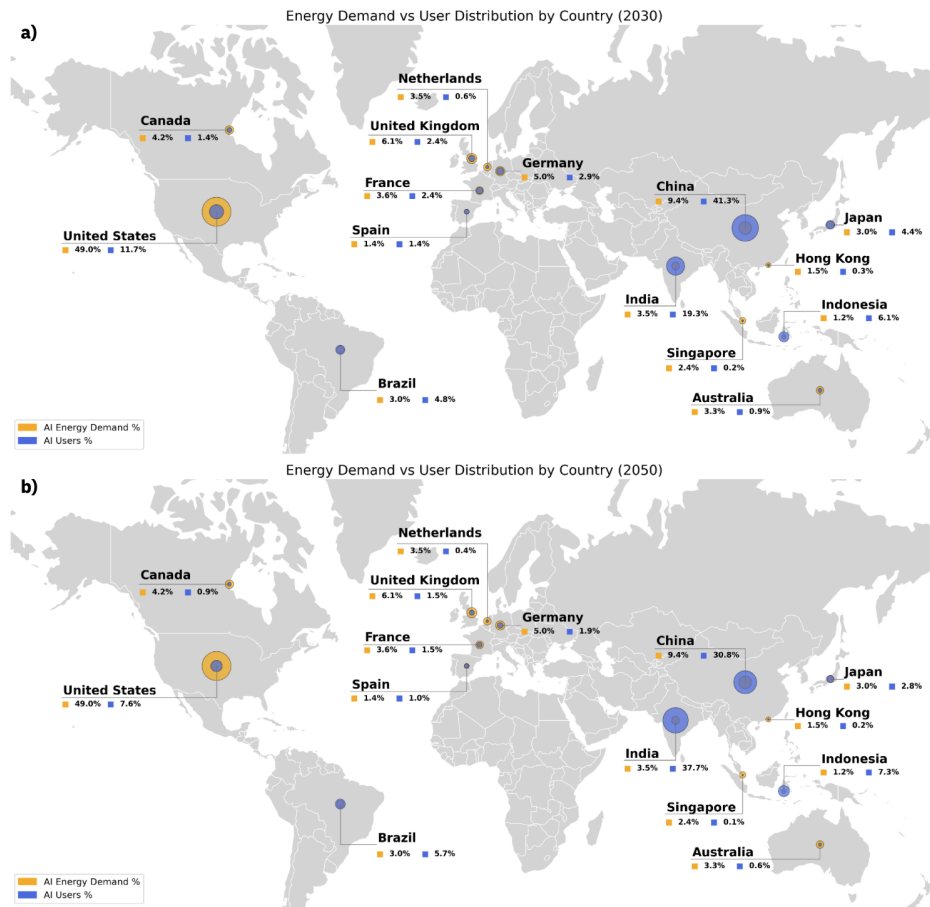 Energy Demand vs User Distribution by Country (2030)
a)
Netherlands
3.5% 0.6%
Canada
4.2% 1.4%
United Kingdom
6.1% 2.4%
Germany
5.0% 2.9%
France
3.6% 2.4%
China
9.4% 41.3%
Spain
1.4% 1.4%
Japan
3.0% 4.4%
United States
49.0% 11.7%
Hong Kong
1.5% 0.3%
India
3.5% 19.3%
Indonesia
1.2% 6.1%
Singapore
2.4% 0.2%
Brazil
3.0% 4.8%
Australia
3.3% 0.9%
AI Energy Demand %
AI Users %
Energy Demand vs User Distribution by Country (2050)
b)
Netherlands
3.5% 0.4%
Canada
4.2% 0.9%
United Kingdom
6.1% 1.5%
Germany
5.0% 1.9%
France
3.6% 1.5%
China
9.4% 30.8%
Spain
1.4% 1.0%
Japan
3.0% 2.8%
United States
49.0% 7.6%
Hong Kong
1.5% 0.2%
India
3.5% 37.7%
Indonesia
1.2% 7.3%
Singapore
2.4% 0.1%
Brazil
3.0% 5.7%
Australia
3.3% 0.6%
AI Energy Demand %
AI Users %